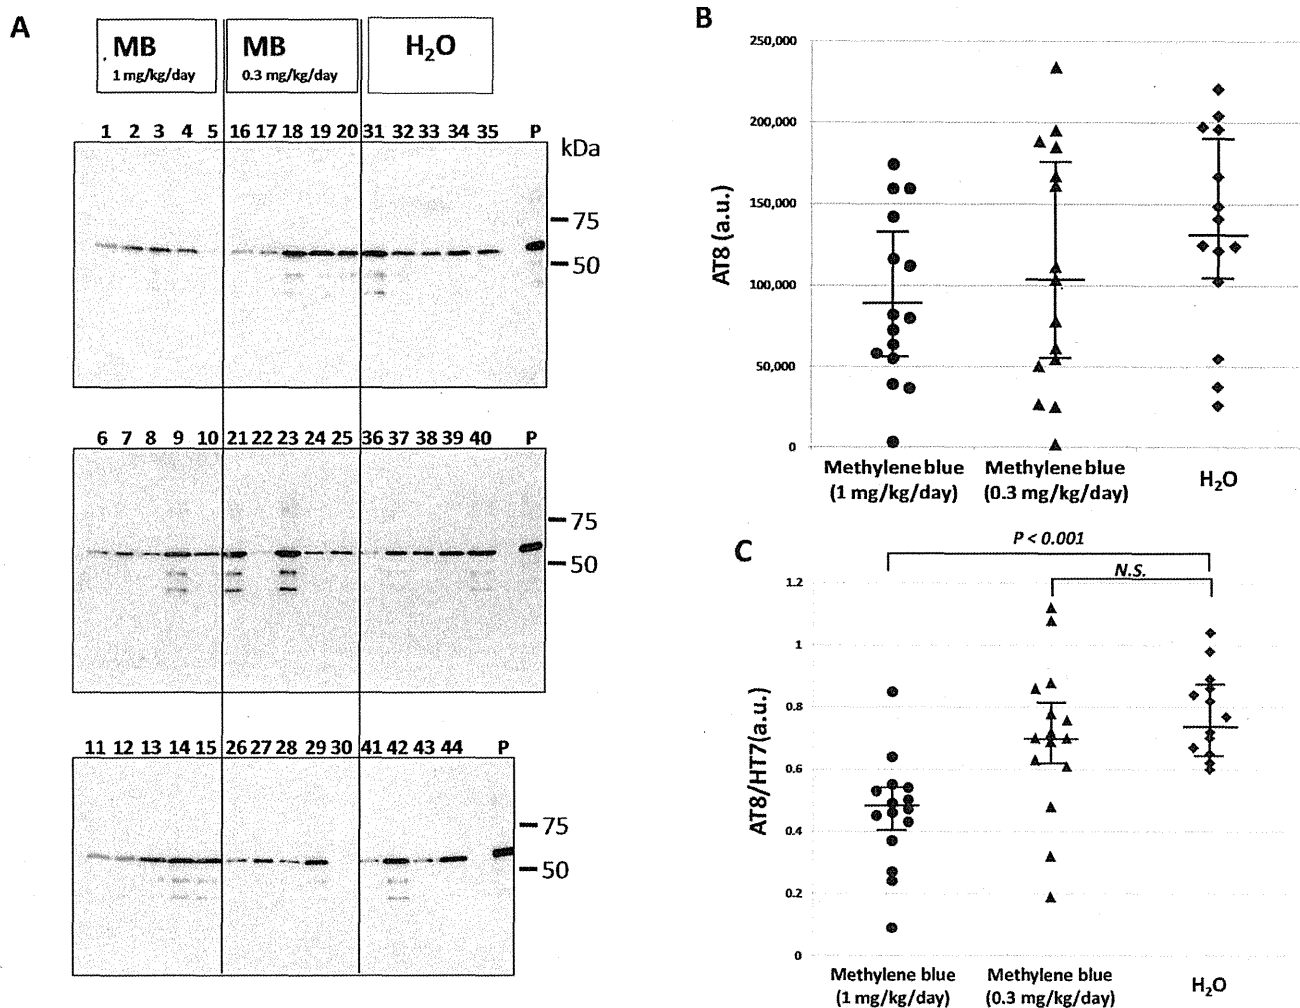 A
MB
1 mg/kg/day
MB
0.3 mg/kg/day
H₂O
1 2 3 4 5 16 17 18 19 20 31 32 33 34 35 P
kDa
75
50
6 7 8 9 10 21 22 23 24 25 36 37 38 39 40 P
75
50
11 12 13 14 15 26 27 28 29 30 41 42 43 44 P
75
50
B
250,000
200,000
150,000
100,000
50,000
0
AT8 (a.u.)
Methylene blue
(1 mg/kg/day)
Methylene blue
(0.3 mg/kg/day)
H₂O
C
P < 0.001
N.S.
1.2
1
0.8
0.6
0.4
0.2
0
AT8/HT7(a.u.)
Methylene blue
(1 mg/kg/day)
Methylene blue
(0.3 mg/kg/day)
H₂O